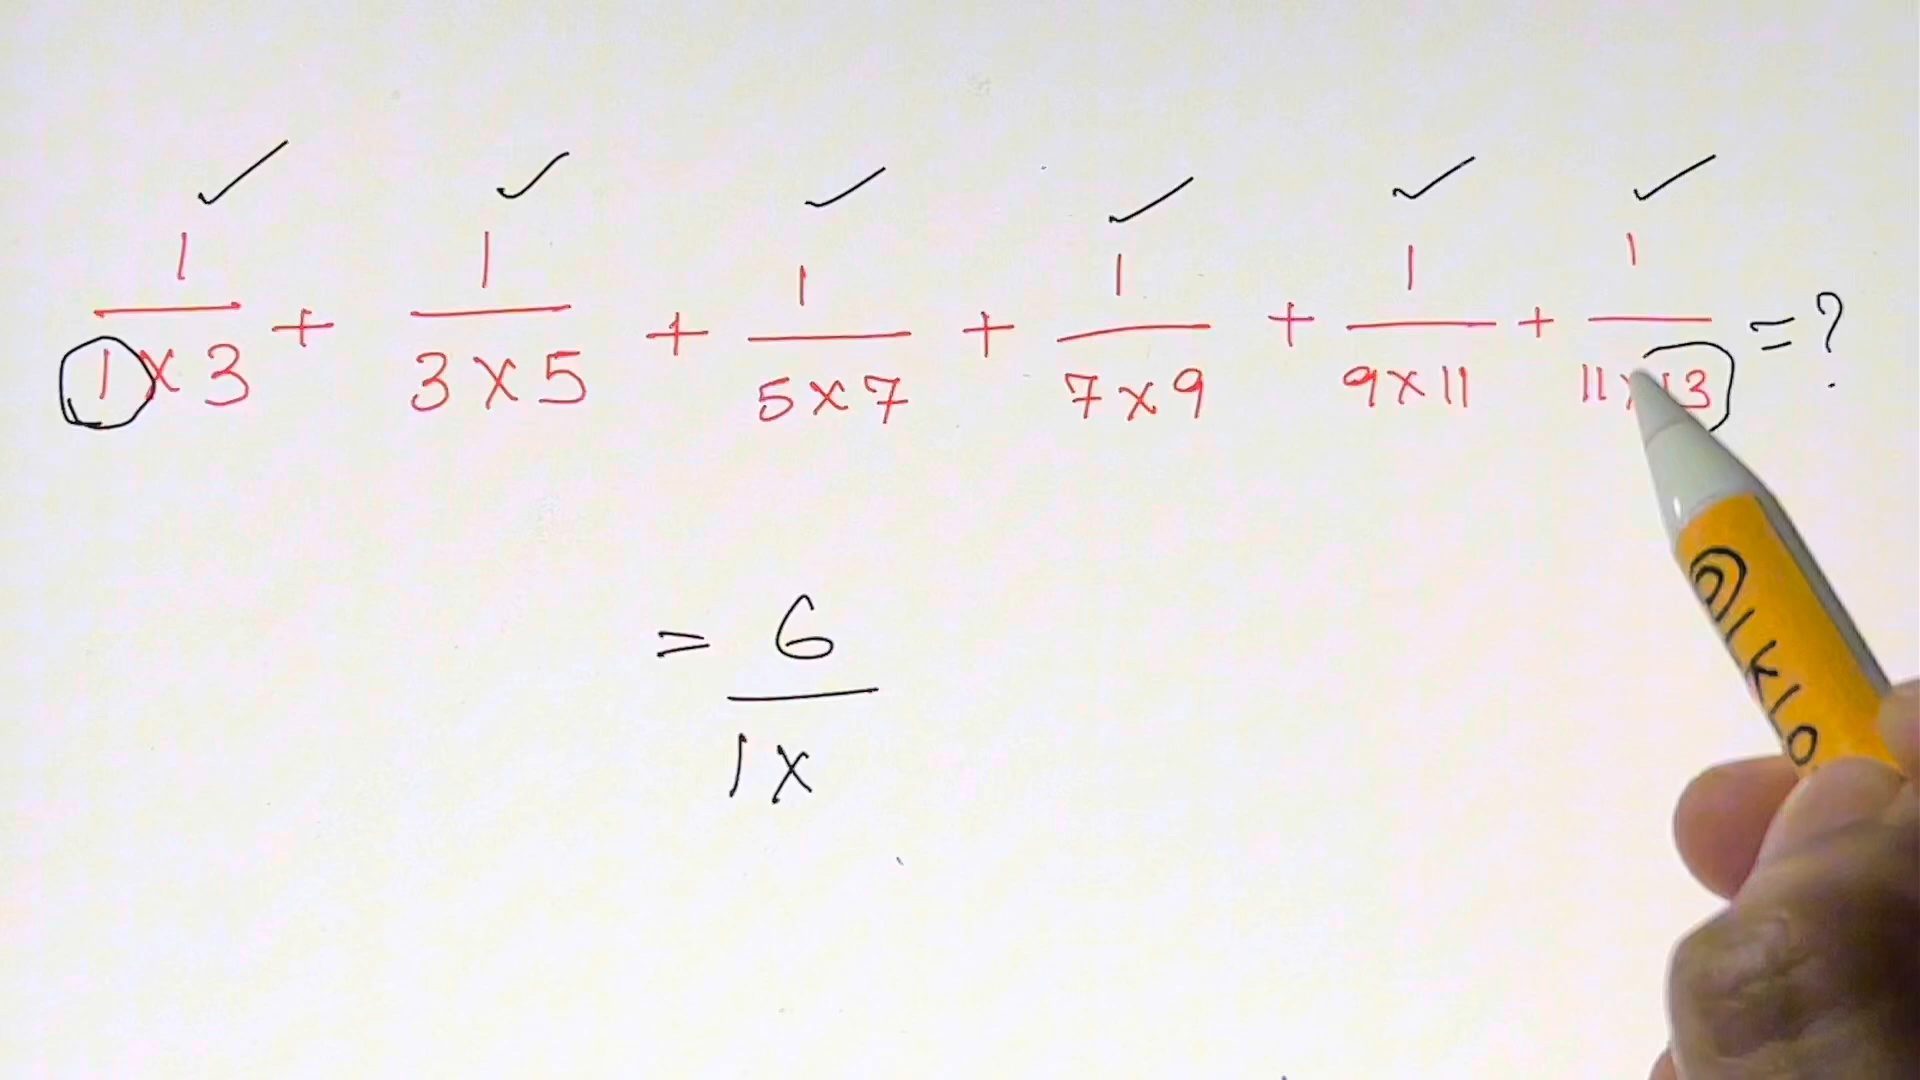 ✓ ✓ ✓ ✓ ✓ ✓
1/(1×3) + 1/(3×5) + 1/(5×7) + 1/(7×9) + 1/(9×11) + 1/(11×13) = ?
= 6/(1×